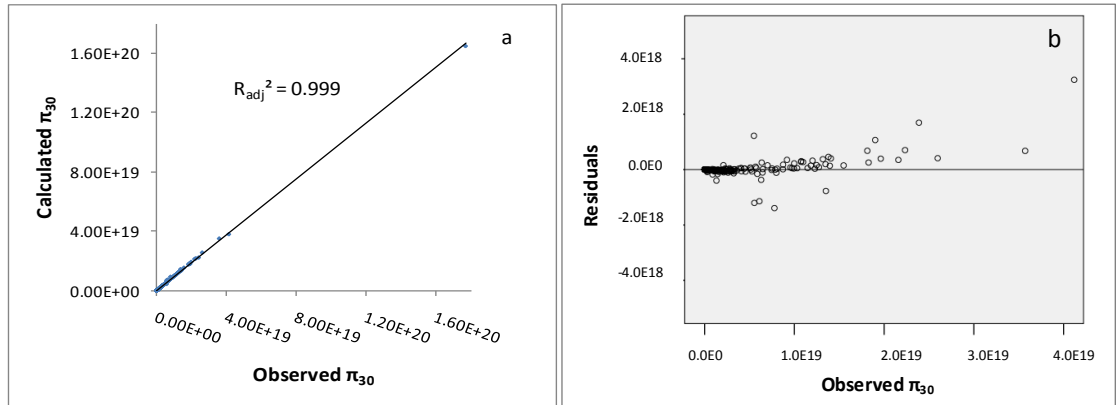 a
1.60E+20
1.20E+20
8.00E+19
4.00E+19
0.00E+00
Calculated π₃₀
R_adj² = 0.999
0.00E+00
4.00E+19
8.00E+19
1.20E+20
1.60E+20
Observed π₃₀
b
4.0E18
2.0E18
0.0E0
-2.0E18
-4.0E18
Residuals
0.0E0
1.0E19
2.0E19
3.0E19
4.0E19
Observed π₃₀